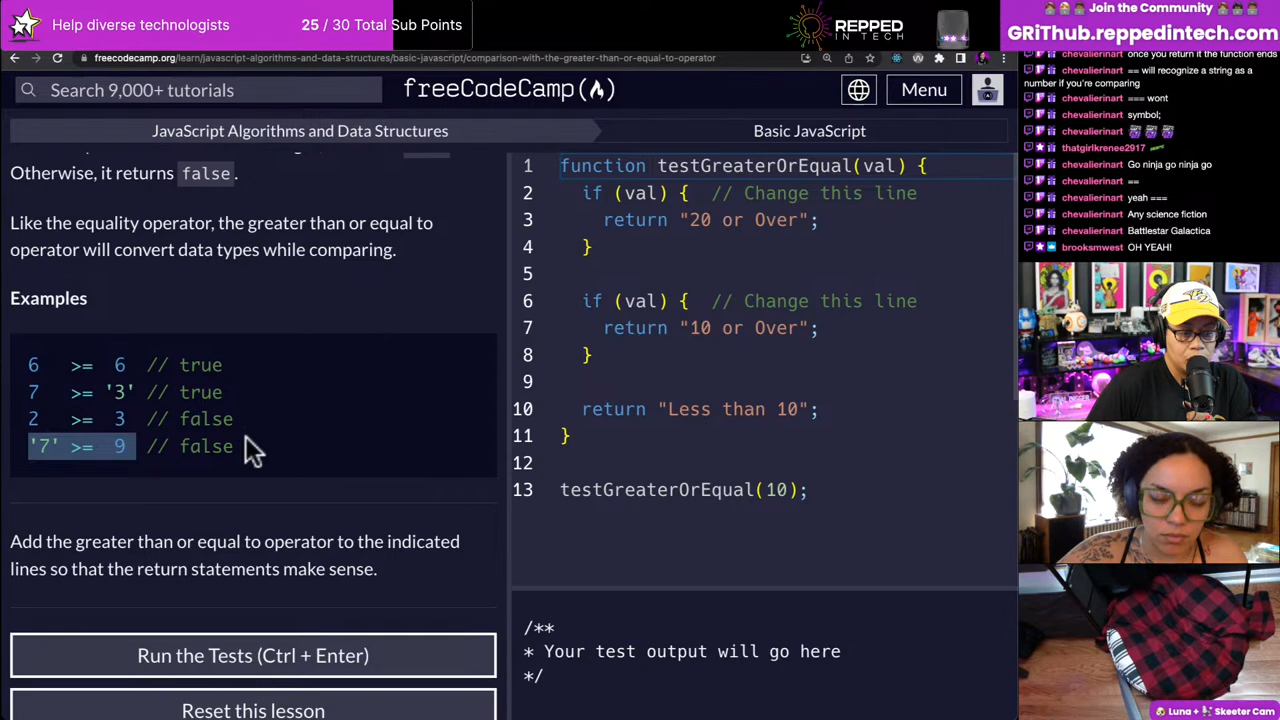 Help diverse technologists
25 / 30 Total Sub Points
REPPED
IN TECH
Join the Community
GRiThub.reppedintech.com
freecodecamp.org/learn/javascript-algorithms-and-data-structures/basic-javascript/comparison-with-the-greater-than-or-equal-to-operator
Search 9,000+ tutorials
freeCodeCamp
Menu
JavaScript Algorithms and Data Structures
Basic JavaScript
Otherwise, it returns false.
Like the equality operator, the greater than or equal to
operator will convert data types while comparing.
Examples
6 >= 6 // true
7 >= '3' // true
2 >= 3 // false
'7' >= 9 // false
Add the greater than or equal to operator to the indicated
lines so that the return statements make sense.
Run the Tests (Ctrl + Enter)
Reset this lesson
1 function testGreaterOrEqual(val) {
2 if (val) { // Change this line
3 return "20 or Over";
4 }
5
6 if (val) { // Change this line
7 return "10 or Over";
8 }
9
10 return "Less than 10";
11 }
12
13 testGreaterOrEqual(10);
/**
* Your test output will go here
*/
chevalierinart once you return it the function ends
chevalierinart == will recognize a string as a
number if you're comparing
chevalierinart === wont
chevalierinart symbol;
chevalierinart
thatgirlkrenee2917
chevalierinart Go ninja go ninja go
chevalierinart ==
chevalierinart yeah ===
chevalierinart Any science fiction
chevalierinart Battlestar Galactica
brooksmwest OH YEAH!
Luna + Skeeter Cam